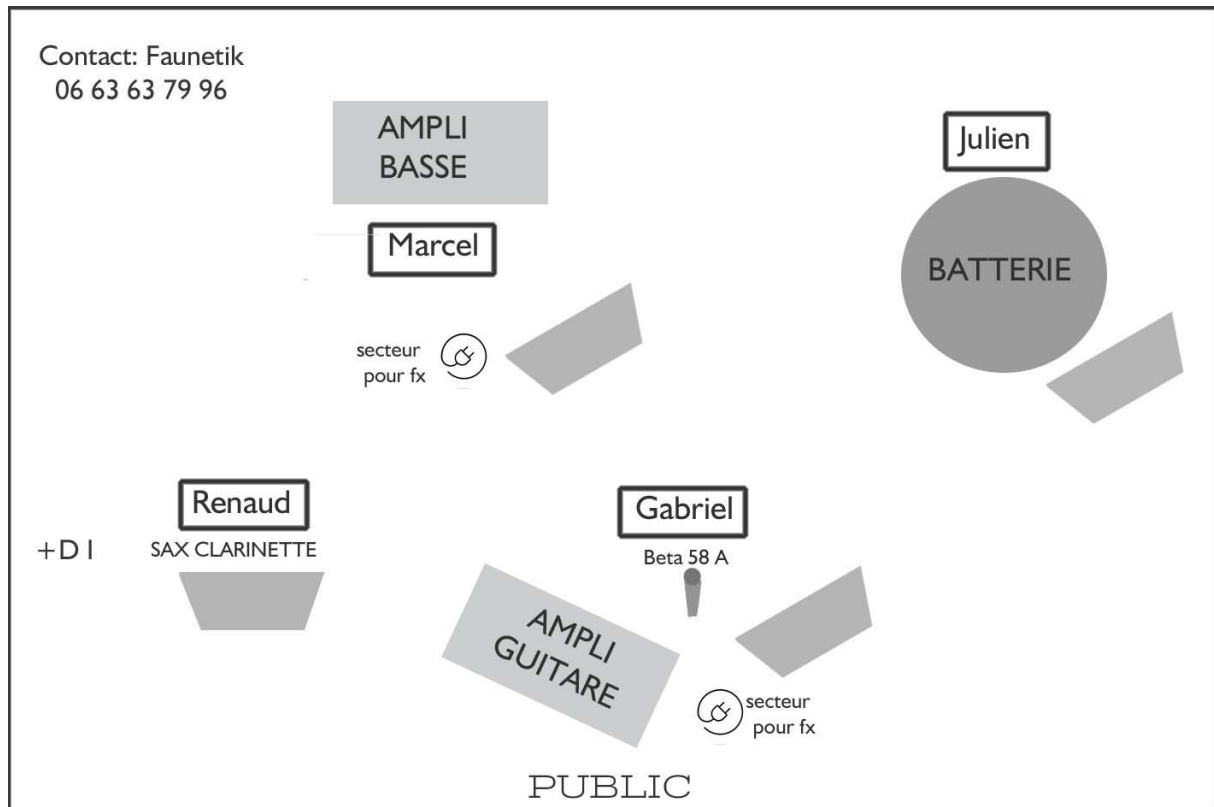 Contact: Faunetik
06 63 63 79 96
AMPLI
BASSE
Julien
Marcel
BATTERIE
secteur
pour fx
Renaud
SAX CLARINETTE
+D I
Gabriel
Beta 58 A
AMPLI
GUITARE
secteur
pour fx
PUBLIC